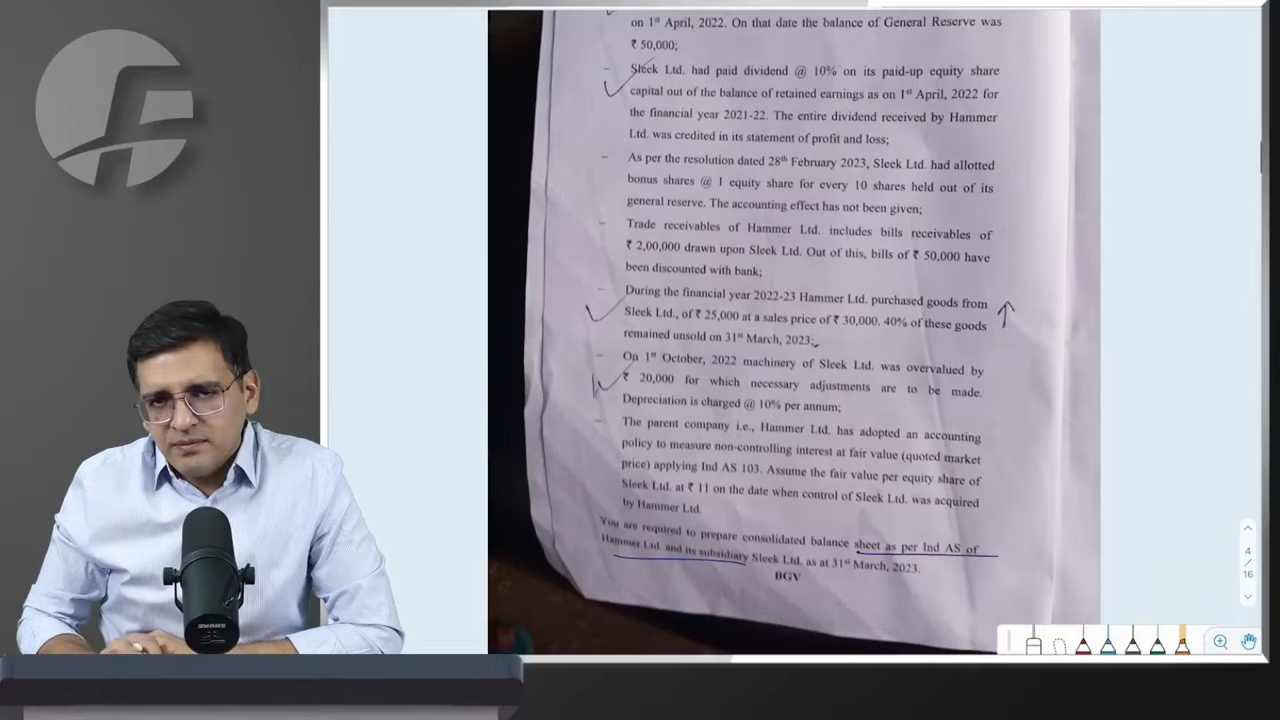 on 1st April, 2022. On that date the balance of General Reserve was
₹ 50,000;
– Sleek Ltd. had paid dividend @ 10% on its paid-up equity share
capital out of the balance of retained earnings as on 1st April, 2022 for
the financial year 2021-22. The entire dividend received by Hammer
Ltd. was credited in its statement of profit and loss;
– As per the resolution dated 28th February 2023, Sleek Ltd. had allotted
bonus shares @ 1 equity share for every 10 shares held out of its
general reserve. The accounting effect has not been given;
– Trade receivables of Hammer Ltd. includes bills receivables of
₹ 2,00,000 drawn upon Sleek Ltd. Out of this, bills of ₹ 50,000 have
been discounted with bank;
– During the financial year 2022-23 Hammer Ltd. purchased goods from
Sleek Ltd., of ₹ 25,000 at a sales price of ₹ 30,000. 40% of these goods
remained unsold on 31st March, 2023;
– On 1st October, 2022 machinery of Sleek Ltd. was overvalued by
₹ 20,000 for which necessary adjustments are to be made.
Depreciation is charged @ 10% per annum;
– The parent company i.e., Hammer Ltd. has adopted an accounting
policy to measure non-controlling interest at fair value (quoted market
price) applying Ind AS 103. Assume the fair value per equity share of
Sleek Ltd. at ₹ 11 on the date when control of Sleek Ltd. was acquired
by Hammer Ltd.
You are required to prepare consolidated balance sheet as per Ind AS of
Hammer Ltd. and its subsidiary Sleek Ltd. as at 31st March, 2023.
BGV
4
/
16
SHURE